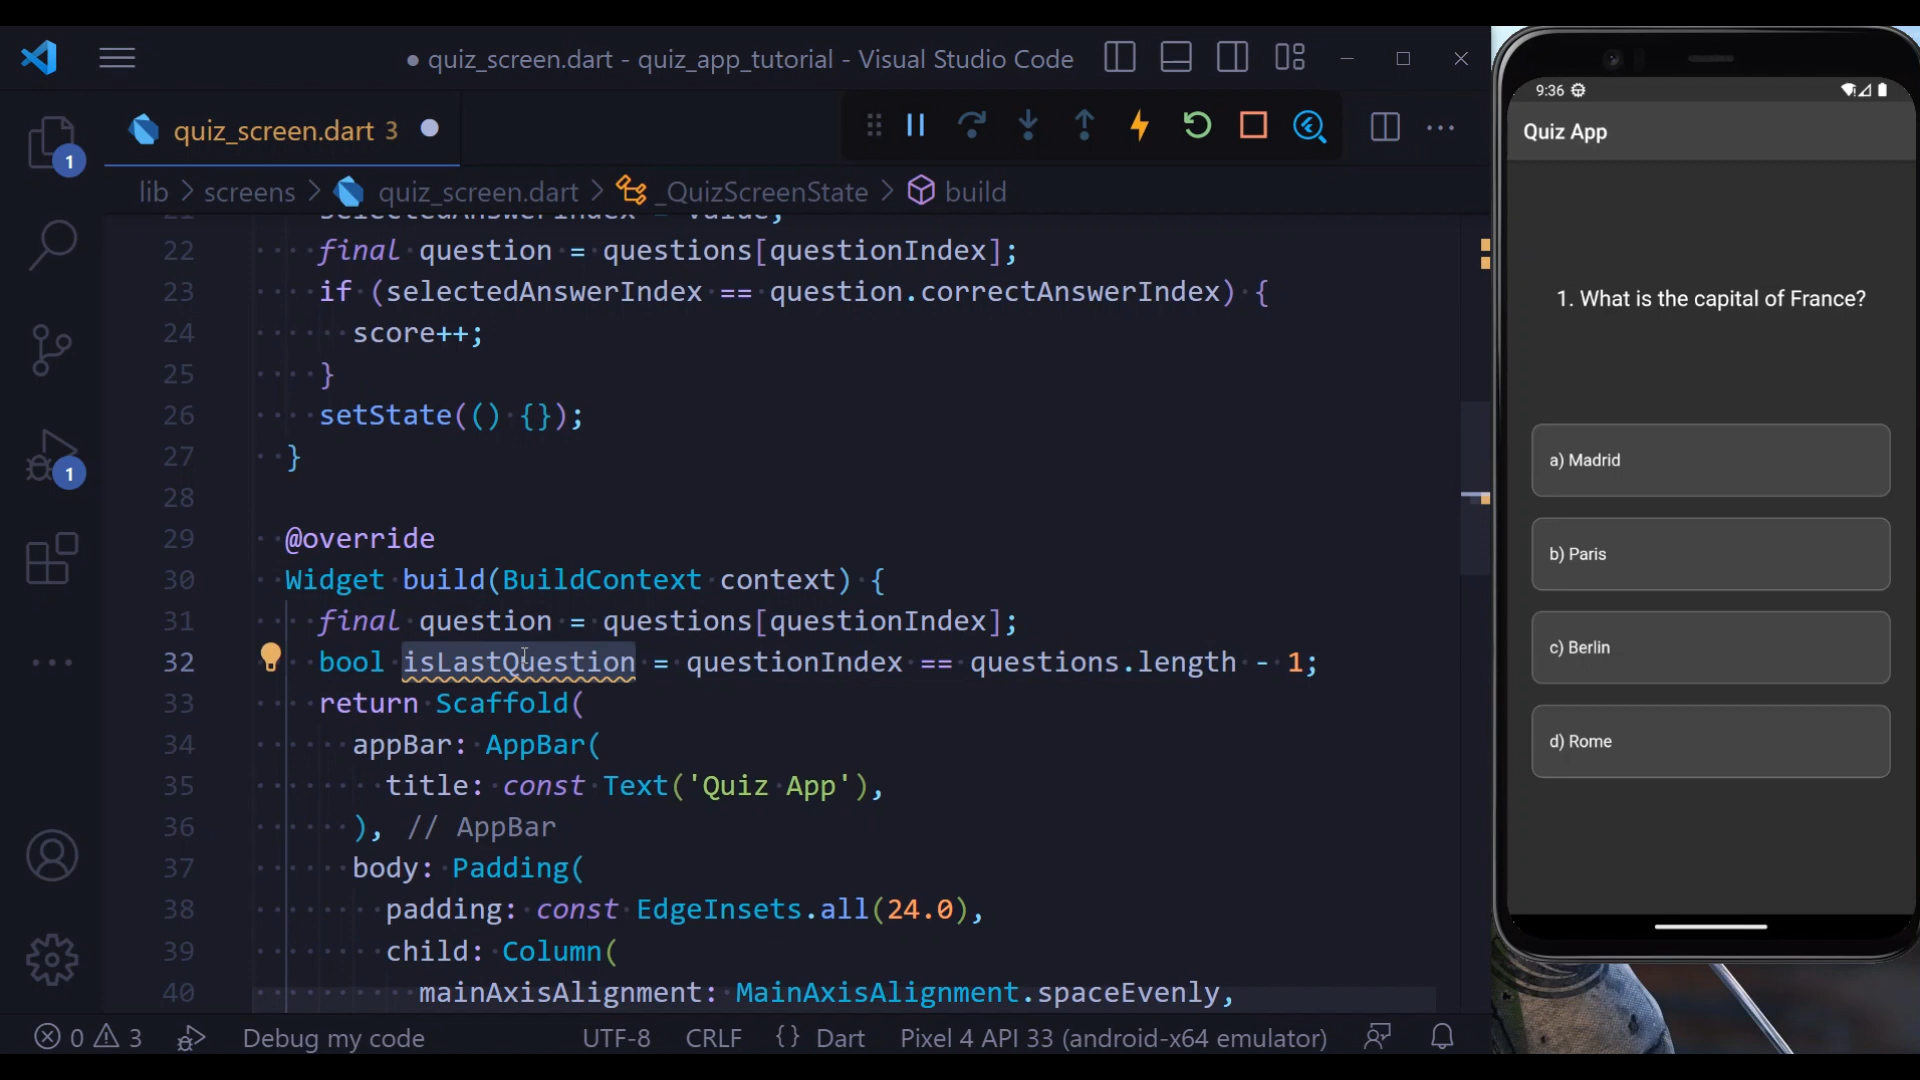 quiz_screen.dart - quiz_app_tutorial - Visual Studio Code
quiz_screen.dart 3
1
lib > screens > quiz_screen.dart > _QuizScreenState > build
21 selectedAnswerIndex = value;
22 final question = questions[questionIndex];
23 if (selectedAnswerIndex == question.correctAnswerIndex) {
24 score++;
25 }
26 setState(() {});
27 }
1
28
29 @override
30 Widget build(BuildContext context) {
31 final question = questions[questionIndex];
32 bool isLastQuestion = questionIndex == questions.length - 1;
33 return Scaffold(
34 appBar: AppBar(
35 title: const Text('Quiz App'),
36 ), // AppBar
37 body: Padding(
38 padding: const EdgeInsets.all(24.0),
39 child: Column(
40 mainAxisAlignment: MainAxisAlignment.spaceEvenly,
0 3 Debug my code UTF-8 CRLF {} Dart Pixel 4 API 33 (android-x64 emulator)
9:36
Quiz App
1. What is the capital of France?
a) Madrid
b) Paris
c) Berlin
d) Rome